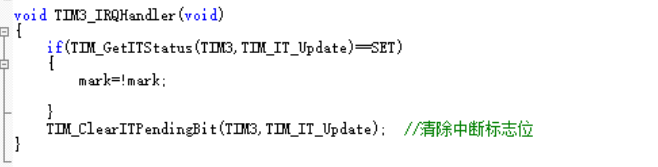 void TIM3_IRQHandler(void)
{
if(TIM_GetITStatus(TIM3,TIM_IT_Update)==SET)
{
mark=!mark;
}
TIM_ClearITPendingBit(TIM3,TIM_IT_Update); //清除中断标志位
}